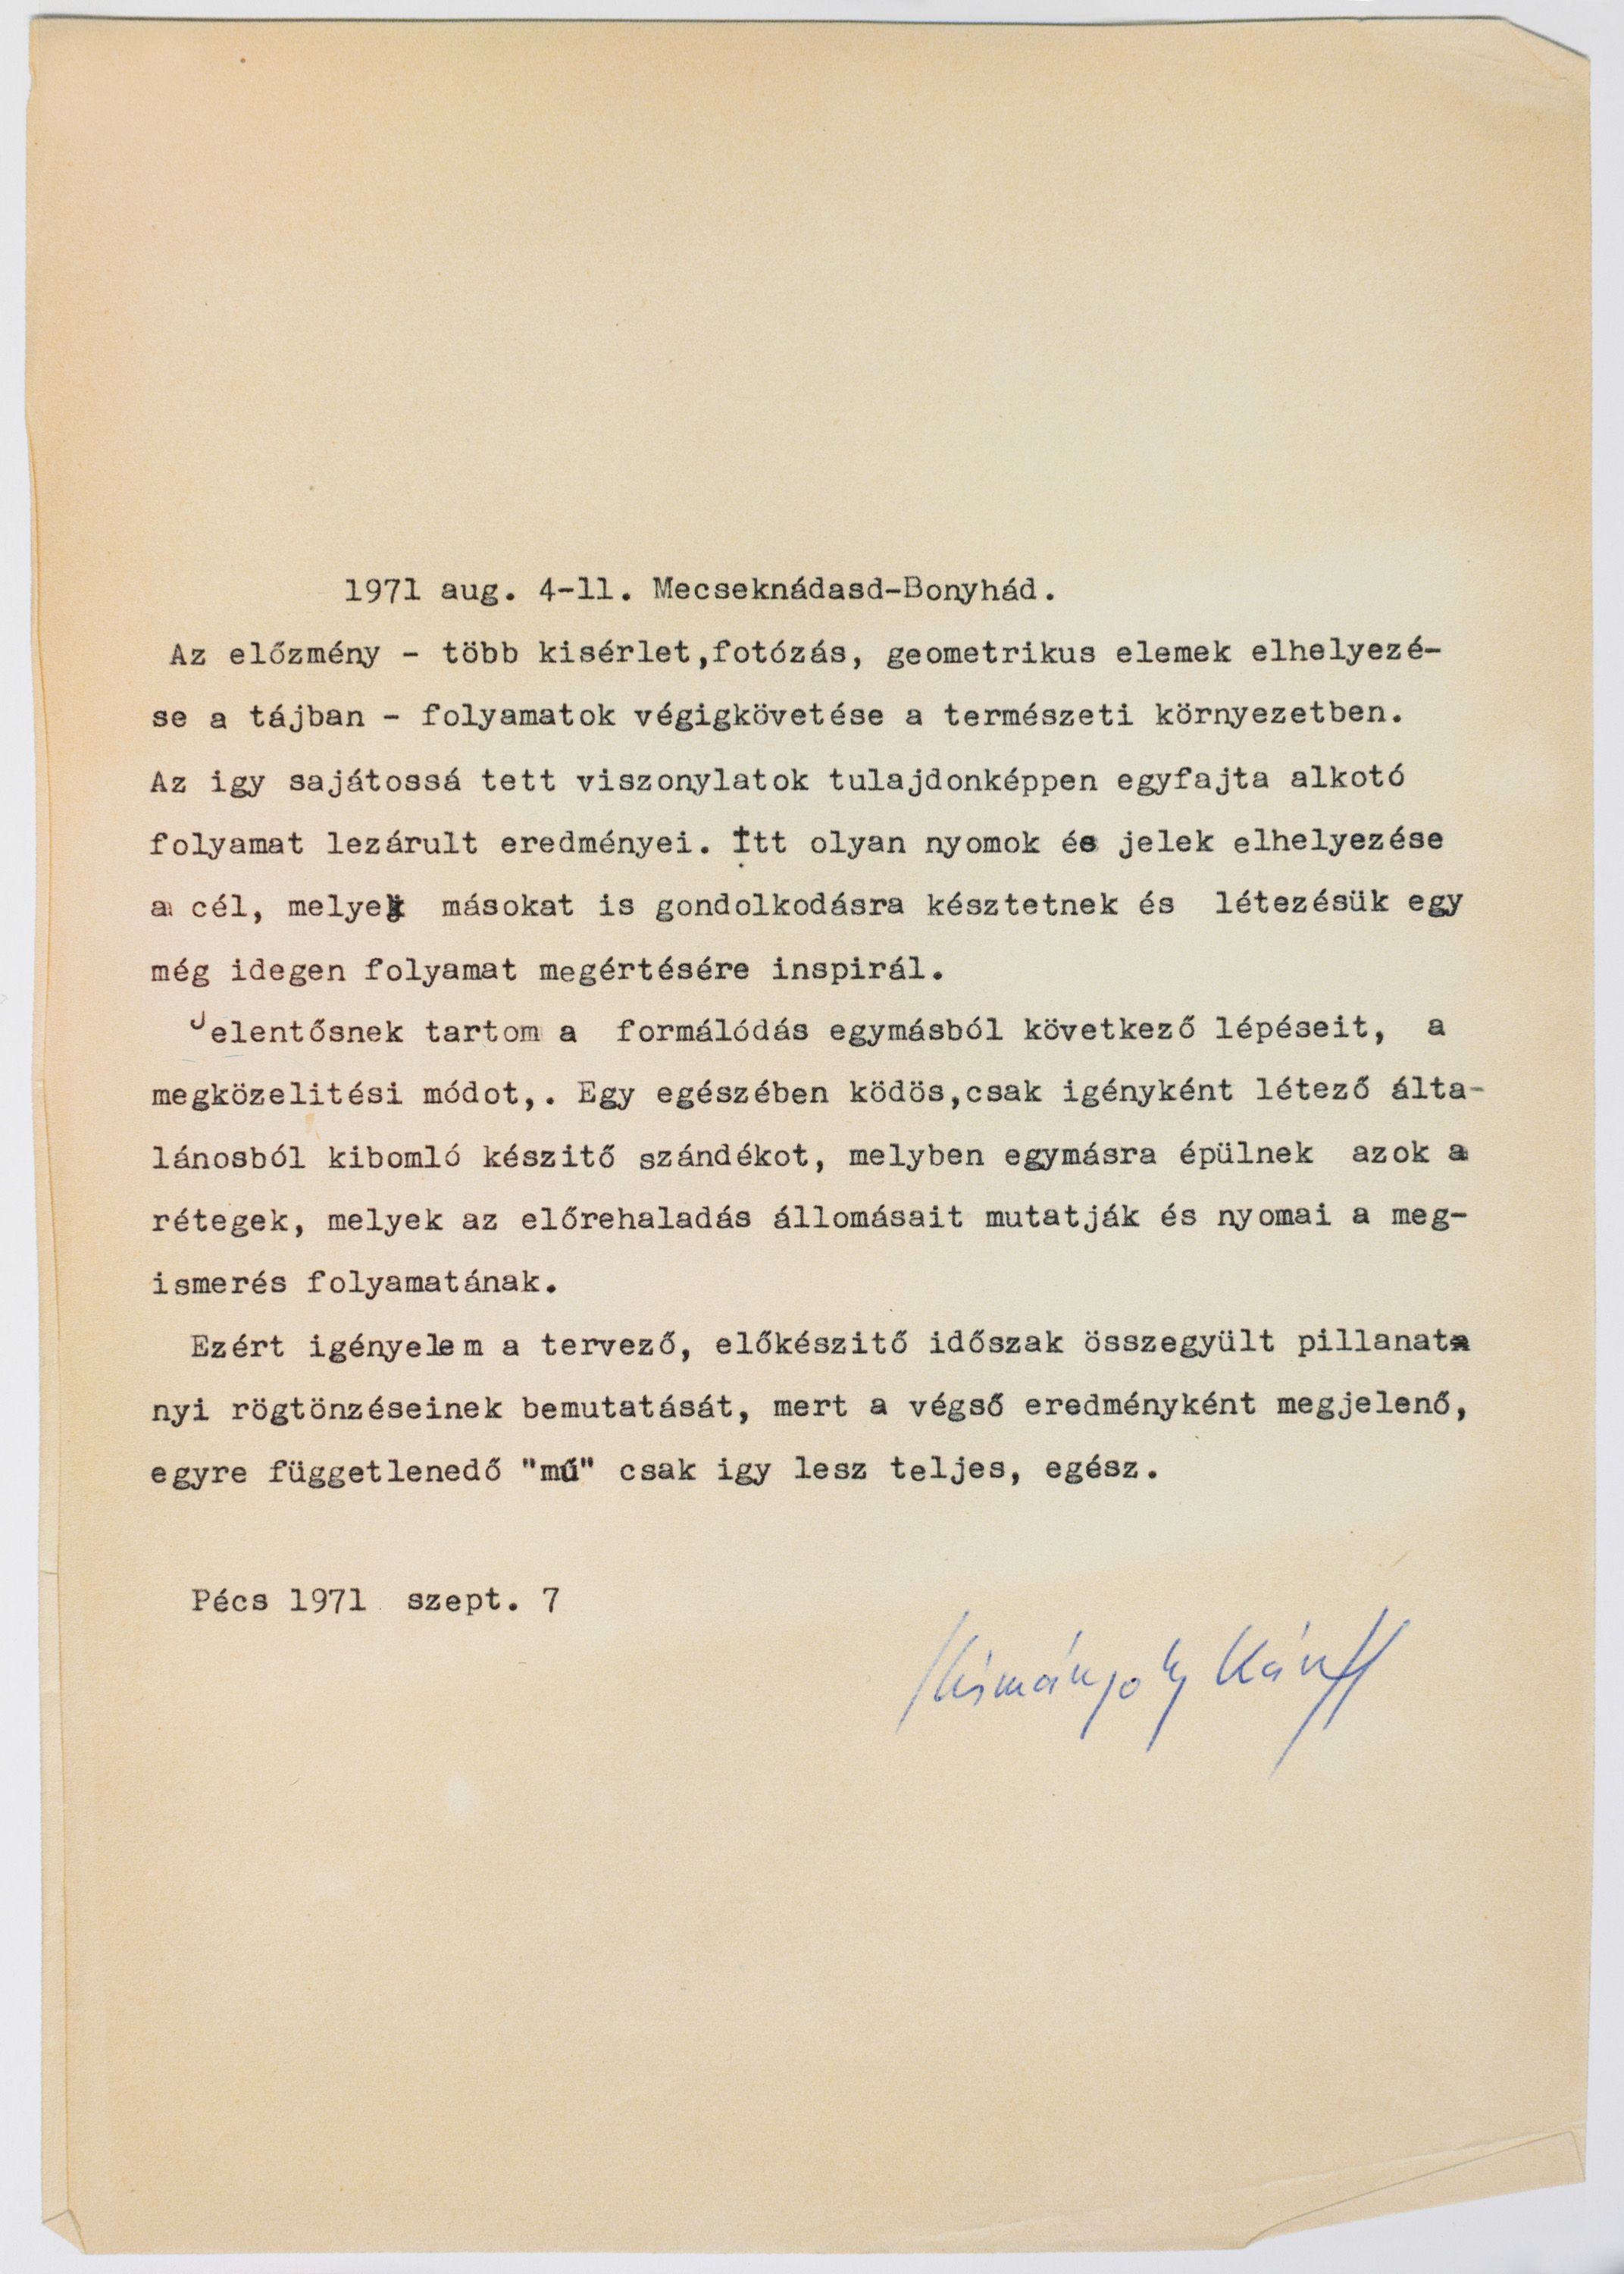 1971 aug. 4-11. Mecseknádasd-Bonyhád.
Az előzmény - több kisérlet,fotózás, geometrikus elemek elhelyezé-
se a tájban - folyamatok végigkövetése a természeti környezetben.
Az igy sajátossá tett viszonylatok tulajdonképpen egyfajta alkotó
folyamat lezárult eredményei. Itt olyan nyomok és jelek elhelyezése
a cél, melyek másokat is gondolkodásra késztetnek és létezésük egy
még idegen folyamat megértésére inspirál.
Jelentősnek tartom a formálódás egymásból következő lépéseit, a
megközelitési módot,. Egy egészében ködös,csak igényként létező álta-
lánosból kibomló készitő szándékot, melyben egymásra épülnek azok a
rétegek, melyek az előrehaladás állomásait mutatják és nyomai a meg-
ismerés folyamatának.
Ezért igényelem a tervező, előkészitő időszak összegyült pillanata
nyi rögtönzéseinek bemutatását, mert a végső eredményként megjelenő,
egyre függetlenedő "mű" csak igy lesz teljes, egész.
Pécs 1971 szept. 7
Kismányoky Károly